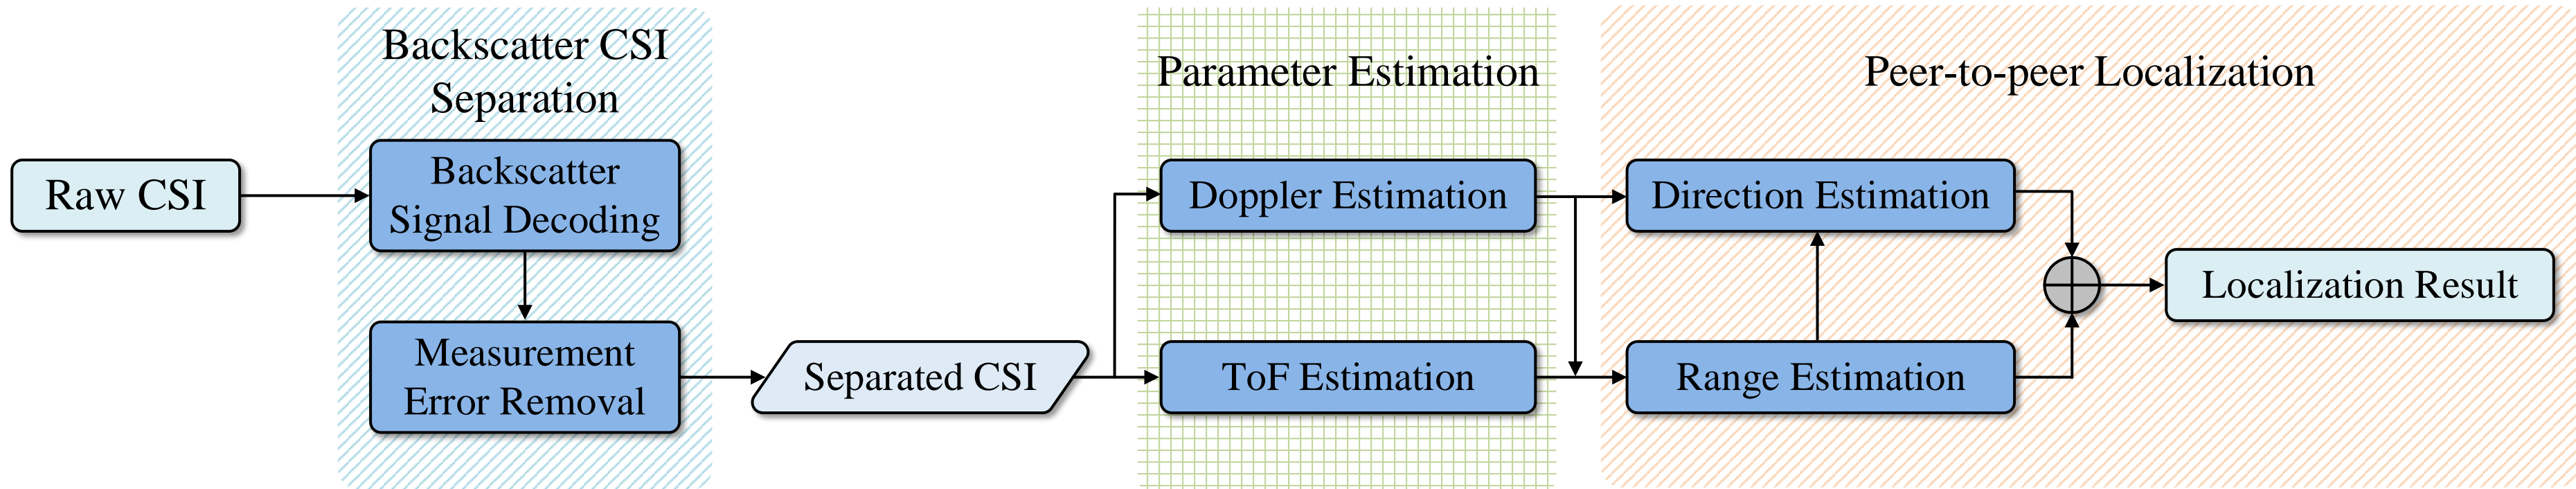 Backscatter CSI
Separation
Parameter Estimation
Peer-to-peer Localization
Raw CSI
Backscatter
Signal Decoding
Measurement
Error Removal
Separated CSI
Doppler Estimation
ToF Estimation
Direction Estimation
Range Estimation
Localization Result